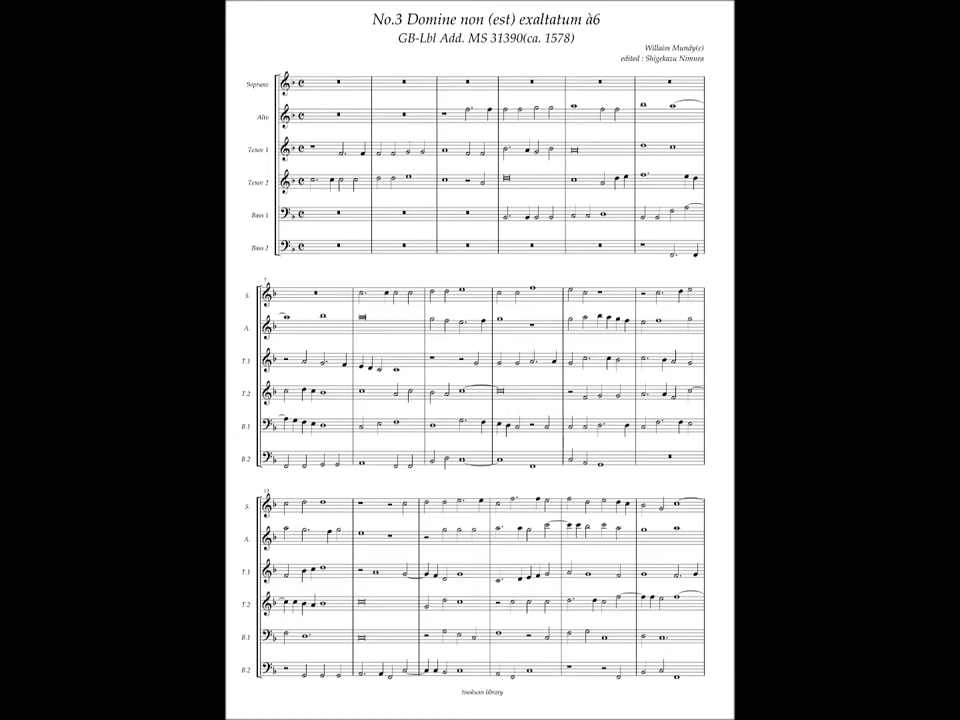 No.3 Domine non (est) exaltatum à6
GB-Lbl Add. MS 31390(ca. 1578)
Willaim Mundy(e)
edited : Shigekazu Nimura
Soprano
Alto
Tenor 1
Tenor 2
Bass 1
Bass 2
7
S.
A.
T.1
T.2
B.1
B.2
13
S.
A.
T.1
T.2
B.1
B.2
tisokuan library